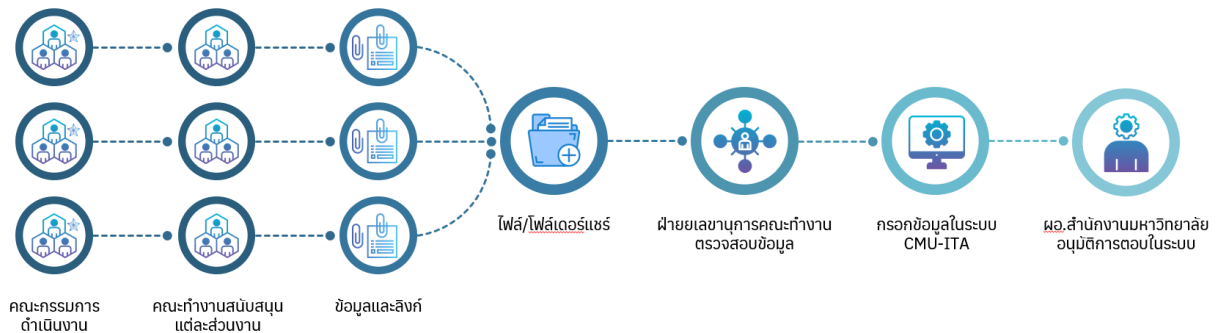 ไฟล์/โฟล์เดอร์แชร์
ฝ่ายยเลขานุการคณะทำงาน
ตรวจสอบข้อมูล
กรอกข้อมูลในระบบ
CMU-ITA
ผอ.สำนักงานมหาวิทยาลัย
อนุมัติการตอบในระบบ
คณะกรรมการ
ดำเนินงาน
คณะทำงานสนับสนุน
แต่ละส่วนงาน
ข้อมูลและลิงก์